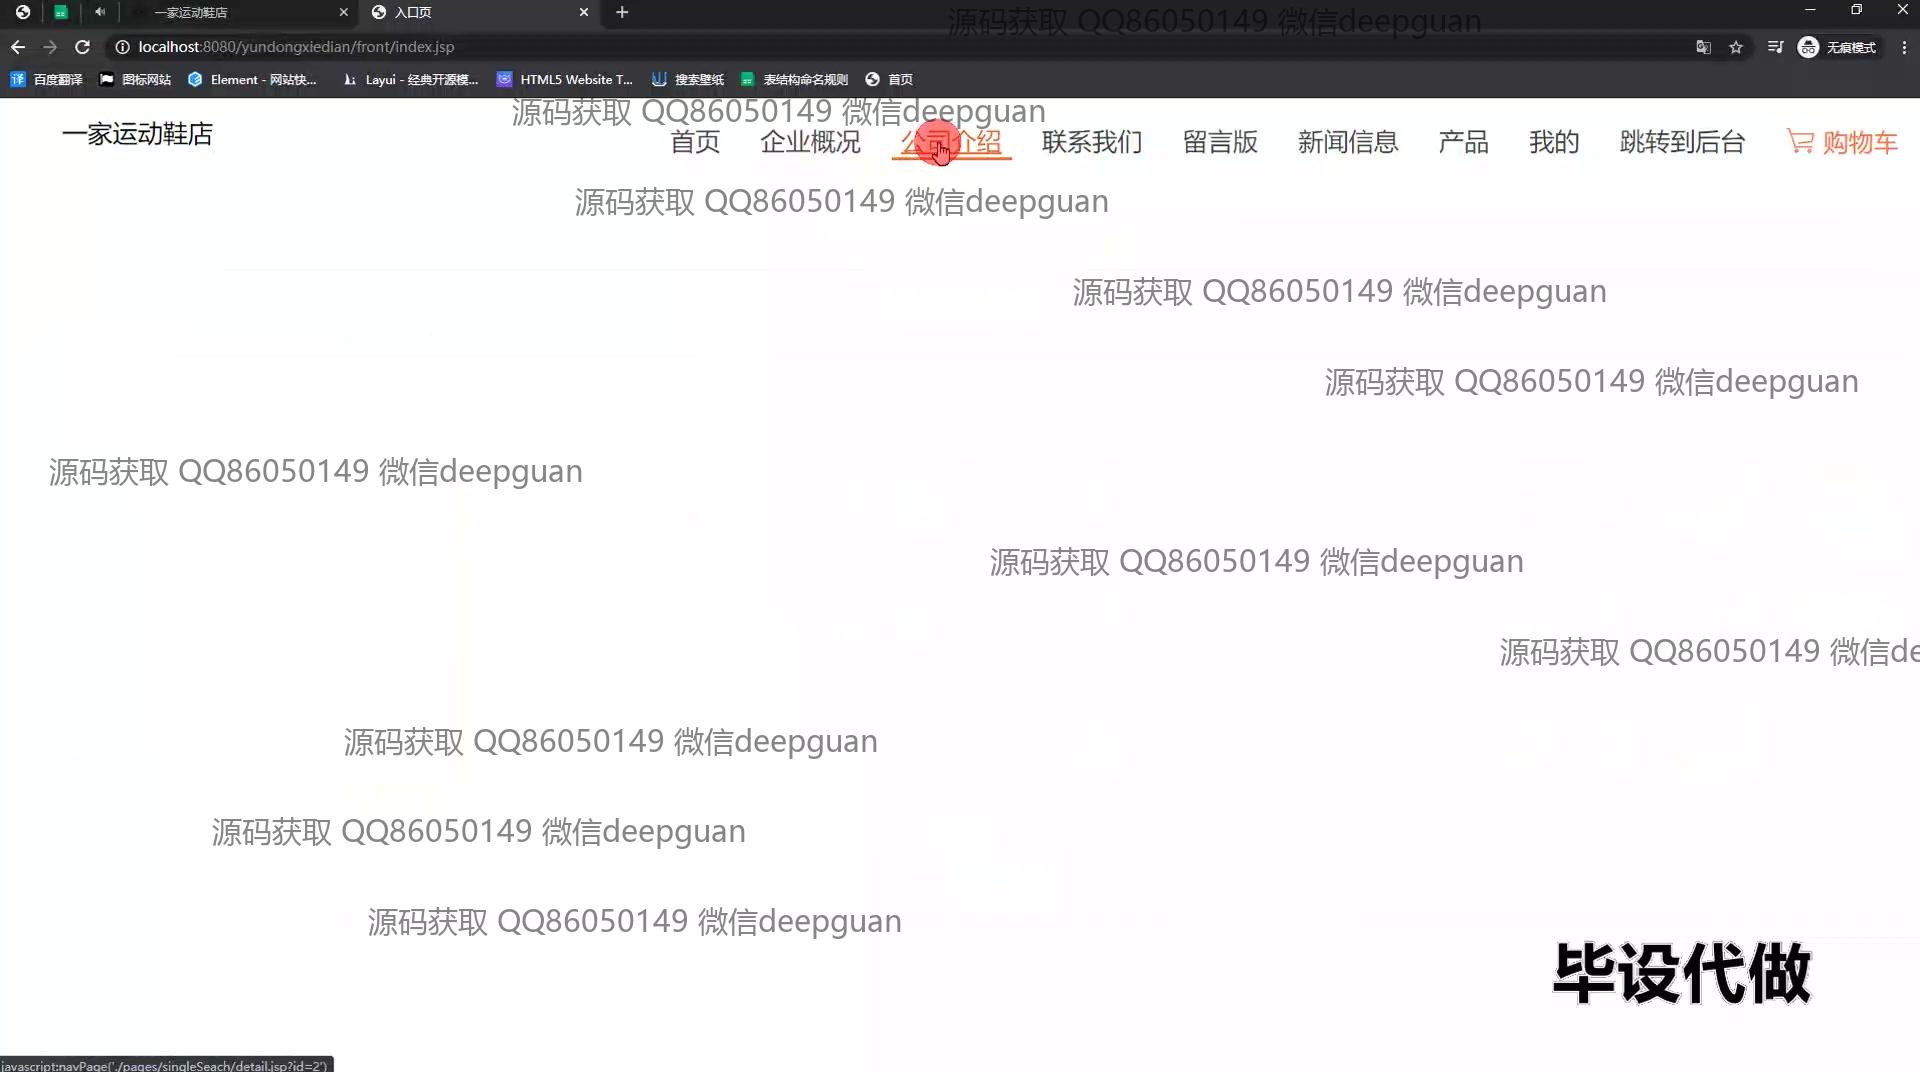 一家运动鞋店
入口页
源码获取 QQ86050149 微信deepguan
localhost:8080/yundongxiedian/front/index.jsp
无痕模式
百度翻译 图标网站 Element - 网站快... Layui - 经典开源模... HTML5 Website T... 搜索壁纸 表结构命名规则 首页
源码获取 QQ86050149 微信deepguan
一家运动鞋店
首页 企业概况 公司介绍 联系我们 留言版 新闻信息 产品 我的 跳转到后台 购物车
源码获取 QQ86050149 微信deepguan
源码获取 QQ86050149 微信deepguan
源码获取 QQ86050149 微信deepguan
源码获取 QQ86050149 微信deepguan
源码获取 QQ86050149 微信deepguan
源码获取 QQ86050149 微信de
源码获取 QQ86050149 微信deepguan
源码获取 QQ86050149 微信deepguan
源码获取 QQ86050149 微信deepguan
毕设代做
javascript:navPage('./pages/singleSeach/detail.jsp?id=2')